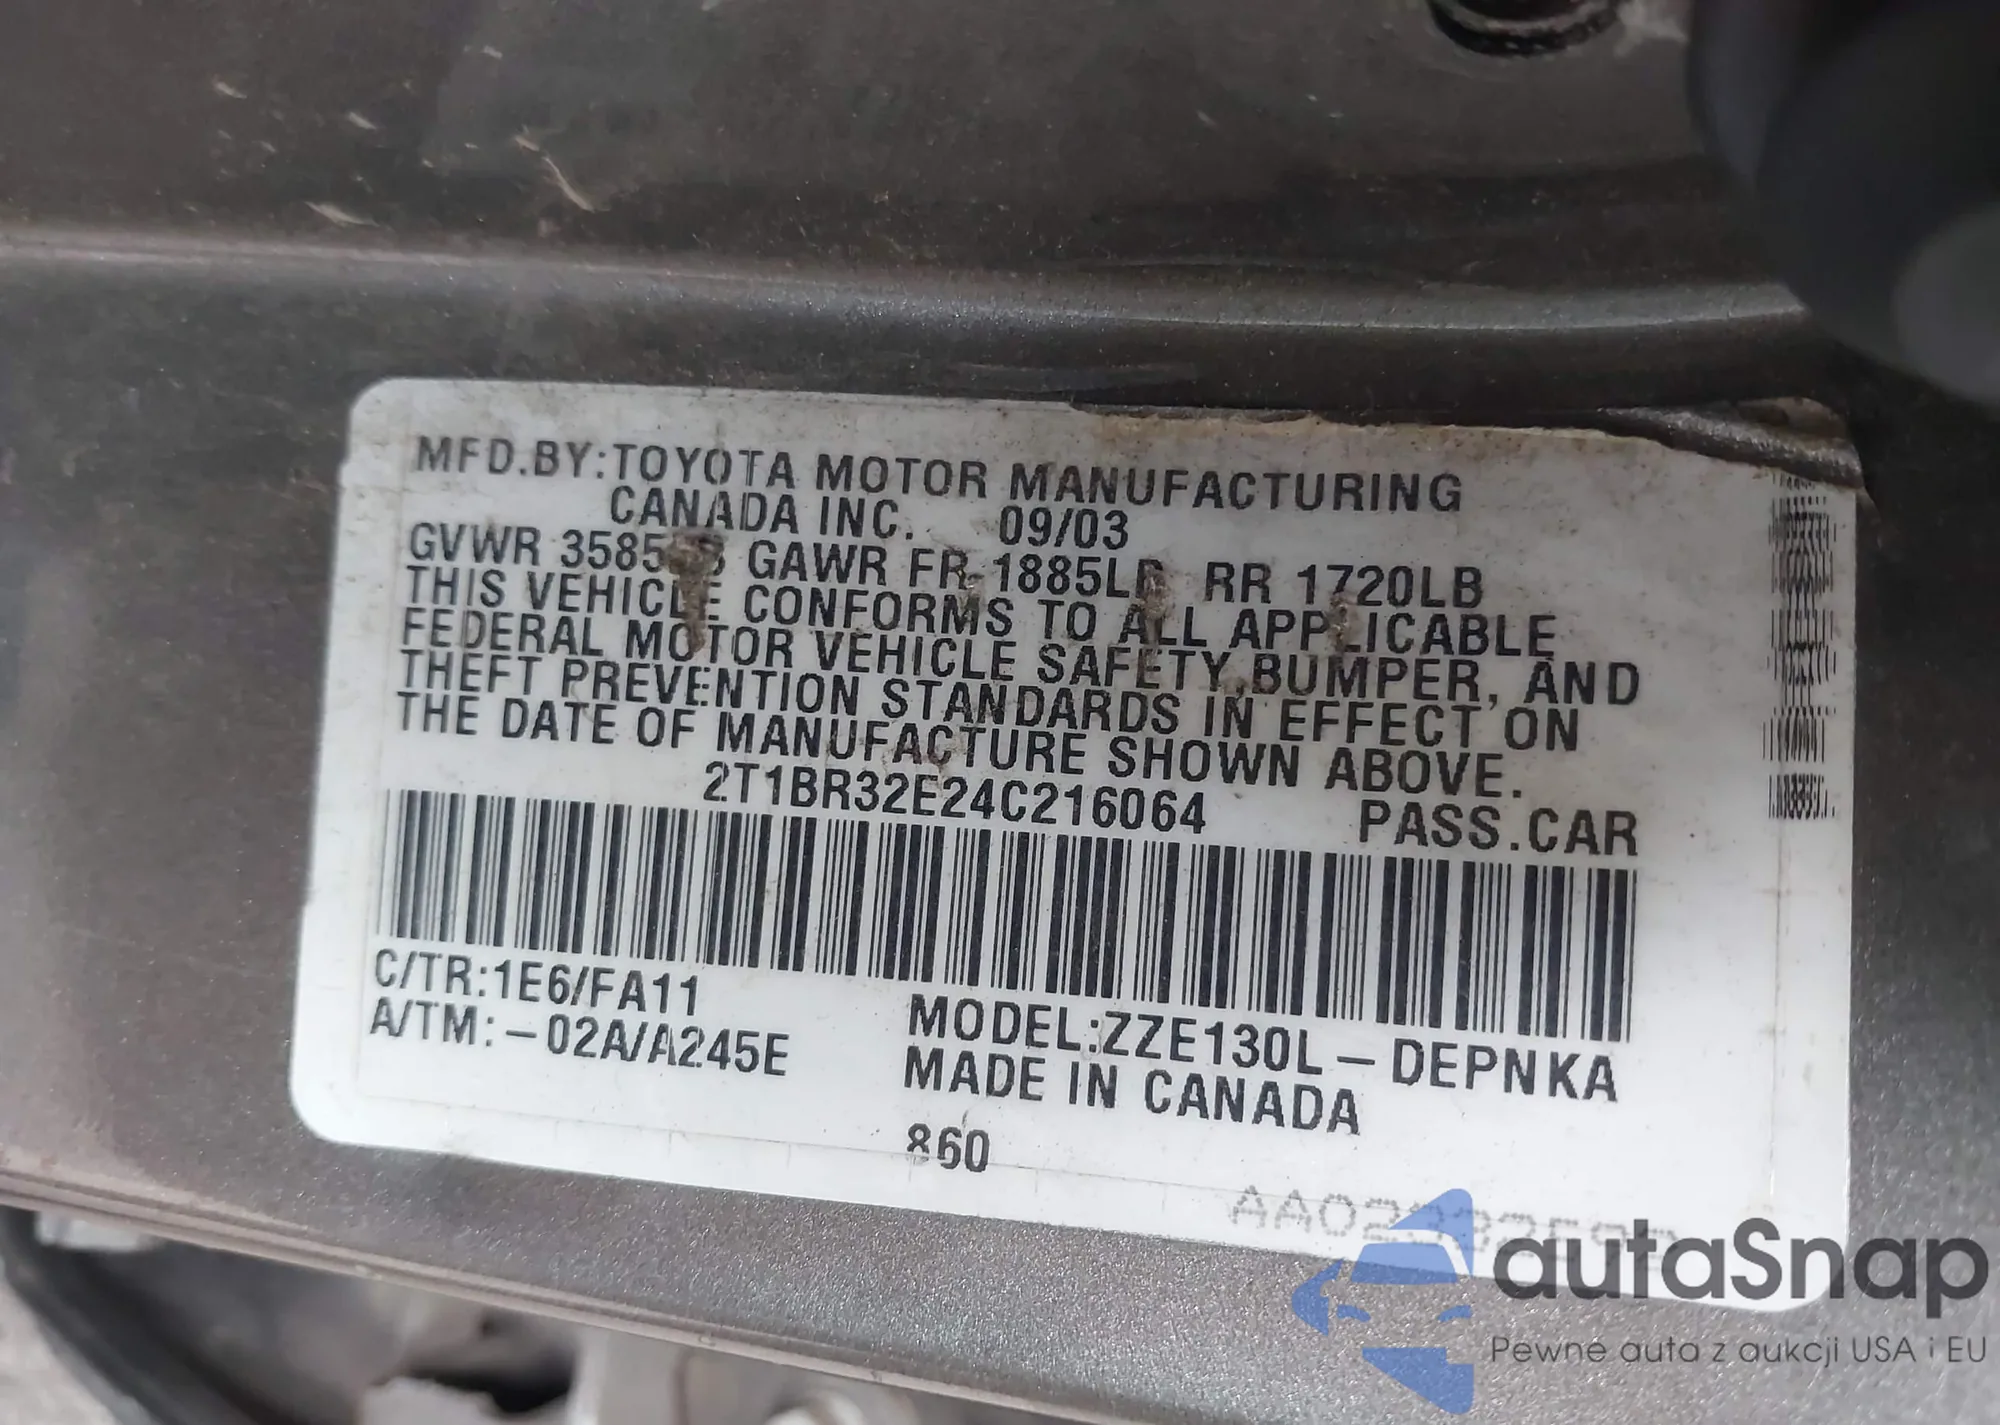 MFD.BY:TOYOTA MOTOR MANUFACTURING
CANADA INC. 09/03
GVWR 3585 GAWR FR 1885LB RR 1720LB
THIS VEHICLE CONFORMS TO ALL APPLICABLE
FEDERAL MOTOR VEHICLE SAFETY,BUMPER, AND
THEFT PREVENTION STANDARDS IN EFFECT ON
THE DATE OF MANUFACTURE SHOWN ABOVE.
2T1BR32E24C216064 PASS.CAR
C/TR:1E6/FA11
A/TM:-02A/A245E
MODEL:ZZE130L-DEPNKA
MADE IN CANADA
860
autaSnap
Pewne auta z aukcji USA i EU